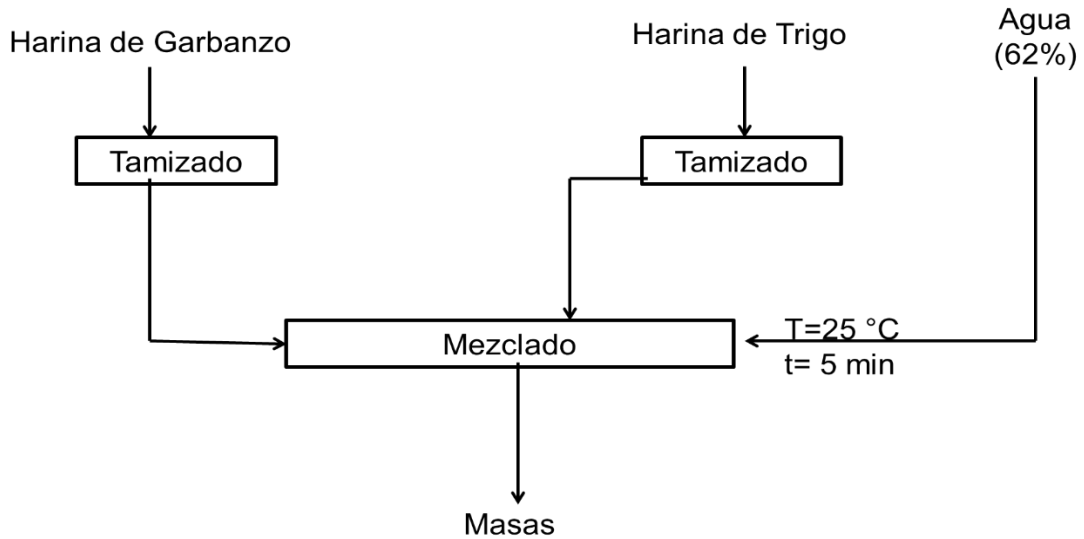 Harina de Garbanzo
Harina de Trigo
Agua
(62%)
Tamizado
Tamizado
Mezclado
T=25 °C
t= 5 min
Masas